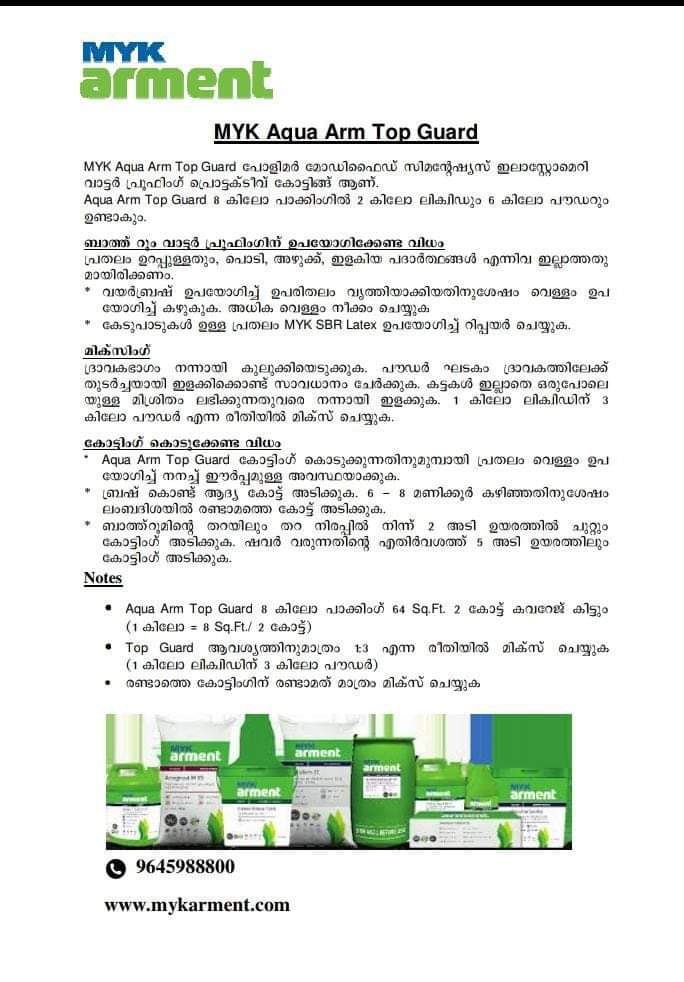 MYK
arment
MYK Aqua Arm Top Guard
MYK Aqua Arm Top Guard പോളിമർ മോഡിഫൈഡ് സിമന്റേഷ്യസ് ഇലാസ്റ്റോമെറി
വാട്ടർ പ്രൂഫിംഗ് പ്രൊട്ടക്ടീവ് കോട്ടിങ്ങ് ആണ്.
Aqua Arm Top Guard 8 കിലോ പാക്കിംഗിൽ 2 കിലോ ലിക്വിഡും 6 കിലോ പൗഡറും
ഉണ്ടാകും.
ബാത്ത് റൂം വാട്ടർ പ്രൂഫിംഗിന് ഉപയോഗിക്കേണ്ട വിധം
പ്രതലം ഉറപ്പുള്ളതും, പൊടി, അഴുക്ക്, ഇളകിയ പദാർത്ഥങ്ങൾ എന്നിവ ഇല്ലാത്തതു
മായിരിക്കണം.
* വയർബ്രഷ് ഉപയോഗിച്ച് ഉപരിതലം വൃത്തിയാക്കിയതിനുശേഷം വെള്ളം ഉപ
യോഗിച്ച് കഴുകുക. അധിക വെള്ളം നീക്കം ചെയ്യുക
* കേടുപാടുകൾ ഉള്ള പ്രതലം MYK SBR Latex ഉപയോഗിച്ച് റിപ്പയർ ചെയ്യുക.
മിക്സിംഗ്
ദ്രാവകഭാഗം നന്നായി കുലുക്കിയെടുക്കുക. പൗഡർ ഘടകം ദ്രാവകത്തിലേക്ക്
തുടർച്ചയായി ഇളക്കിക്കൊണ്ട് സാവധാനം ചേർക്കുക. കട്ടകൾ ഇല്ലാതെ ഒരുപോലെ
യുള്ള മിശ്രിതം ലഭിക്കുന്നതുവരെ നന്നായി ഇളക്കുക. 1 കിലോ ലിക്വിഡിന് 3
കിലോ പൗഡർ എന്ന രീതിയിൽ മിക്സ് ചെയ്യുക.
കോട്ടിംഗ് കൊടുക്കേണ്ട വിധം
* Aqua Arm Top Guard കോട്ടിംഗ് കൊടുക്കുന്നതിനുമുമ്പായി പ്രതലം വെള്ളം ഉപ
യോഗിച്ച് നനച്ച് ഈർപ്പമുള്ള അവസ്ഥയാക്കുക.
* ബ്രഷ് കൊണ്ട് ആദ്യ കോട്ട് അടിക്കുക. 6 – 8 മണിക്കൂർ കഴിഞ്ഞതിനുശേഷം
ലംബദിശയിൽ രണ്ടാമത്തെ കോട്ട് അടിക്കുക.
* ബാത്ത്റൂമിന്റെ തറയിലും തറ നിരപ്പിൽ നിന്ന് 2 അടി ഉയരത്തിൽ ചുറ്റും
കോട്ടിംഗ് അടിക്കുക. ഷവർ വരുന്നതിന്റെ എതിർവശത്ത് 5 അടി ഉയരത്തിലും
കോട്ടിംഗ് അടിക്കുക.
Notes
• Aqua Arm Top Guard 8 കിലോ പാക്കിംഗ് 64 Sq.Ft. 2 കോട്ട് കവറേജ് കിട്ടും
(1 കിലോ = 8 Sq.Ft./ 2 കോട്ട്)
• Top Guard ആവശ്യത്തിനുമാത്രം 1:3 എന്ന രീതിയിൽ മിക്സ് ചെയ്യുക
(1 കിലോ ലിക്വിഡിന് 3 കിലോ പൗഡർ)
• രണ്ടാത്തെ കോട്ടിംഗിന് രണ്ടാമത് മാത്രം മിക്സ് ചെയ്യുക
MYK
arment
MYK
arment
MYK
arment
MYK
arment
arment
arment
arment
9645988800
www.mykarment.com